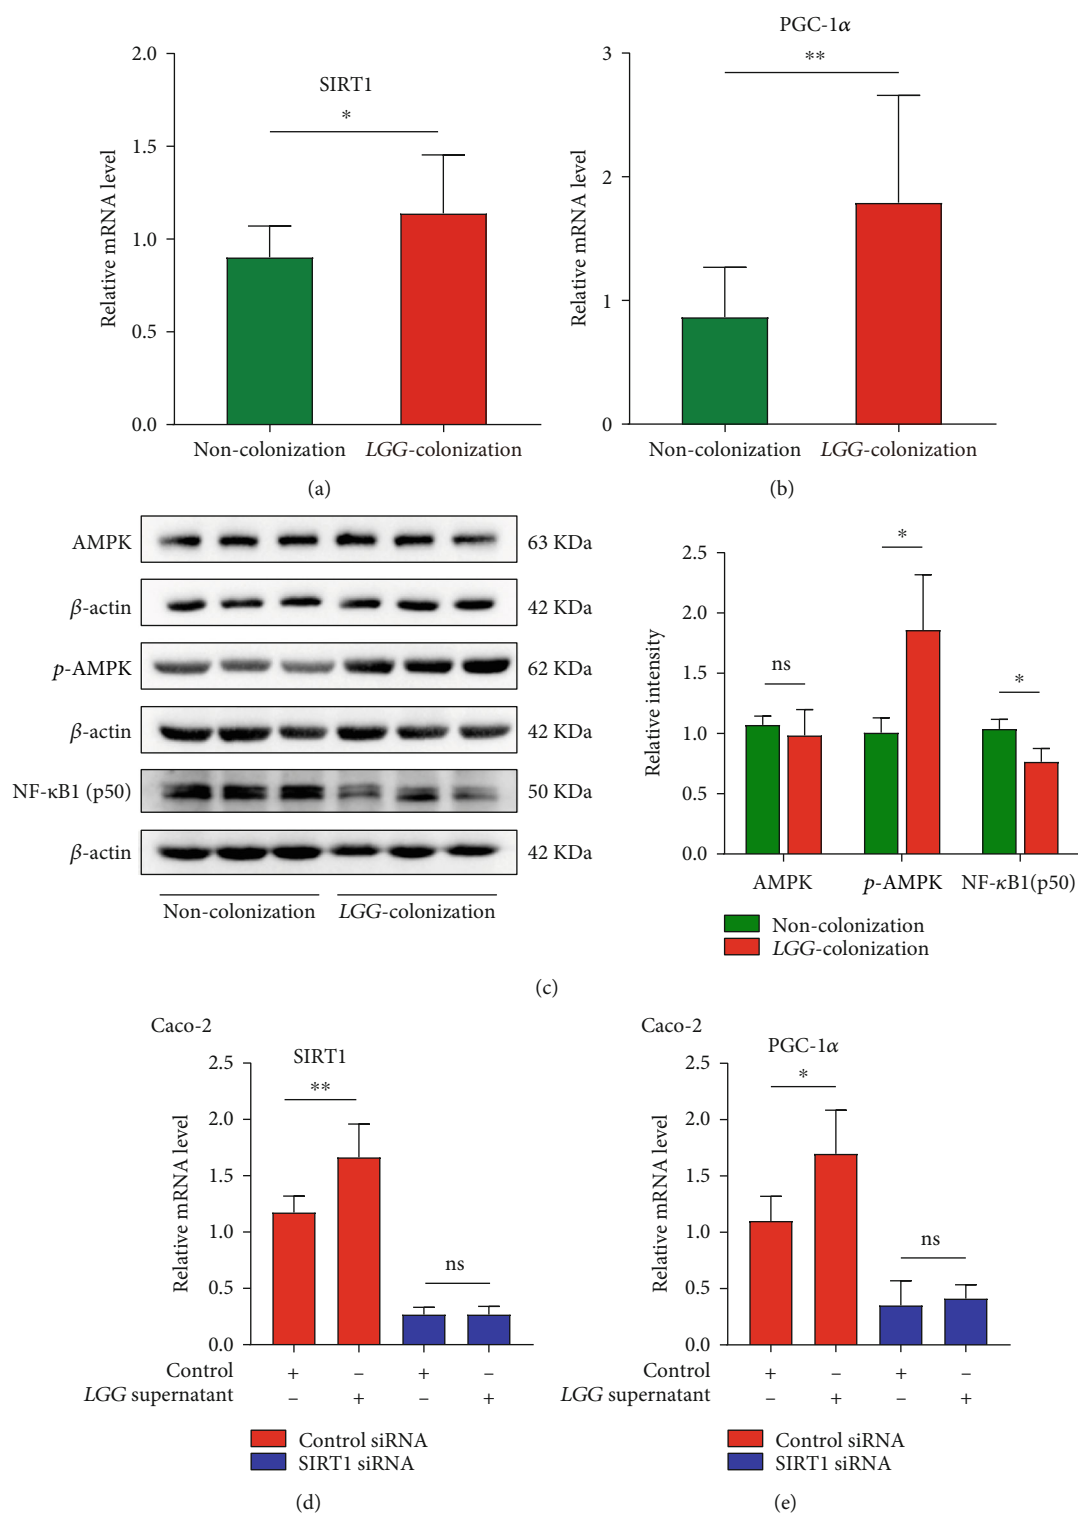 SIRT1
*
Relative mRNA level
2.0
1.5
1.0
0.5
0.0
Non-colonization
LGG-colonization
(a)
PGC-1α
**
Relative mRNA level
3
2
1
0
Non-colonization
LGG-colonization
(b)
AMPK 63 KDa
β-actin 42 KDa
p-AMPK 62 KDa
β-actin 42 KDa
NF-κB1 (p50) 50 KDa
β-actin 42 KDa
Non-colonization LGG-colonization
Relative intensity
2.5
2.0
1.5
1.0
0.5
0.0
ns
*
*
AMPK p-AMPK NF-κB1(p50)
Non-colonization
LGG-colonization
(c)
Caco-2
SIRT1
**
ns
Relative mRNA level
2.5
2.0
1.5
1.0
0.5
0.0
Control + – + –
LGG supernatant – + – +
Control siRNA
SIRT1 siRNA
(d)
Caco-2
PGC-1α
*
ns
Relative mRNA level
2.5
2.0
1.5
1.0
0.5
0.0
Control + – + –
LGG supernatant – + – +
Control siRNA
SIRT1 siRNA
(e)